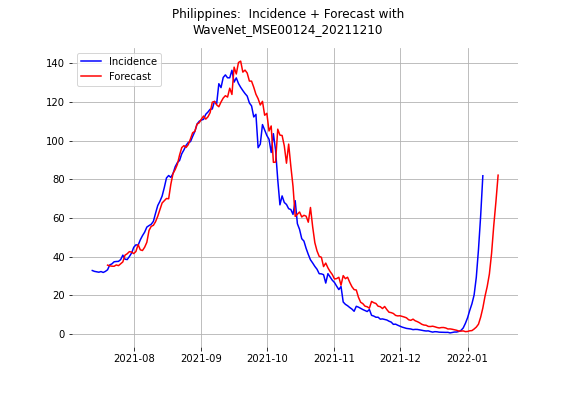 Philippines:  Incidence + Forecast with
WaveNet_MSE00124_20211210
Incidence
Forecast
140
120
100
80
60
40
20
0
2021-08 2021-09 2021-10 2021-11 2021-12 2022-01